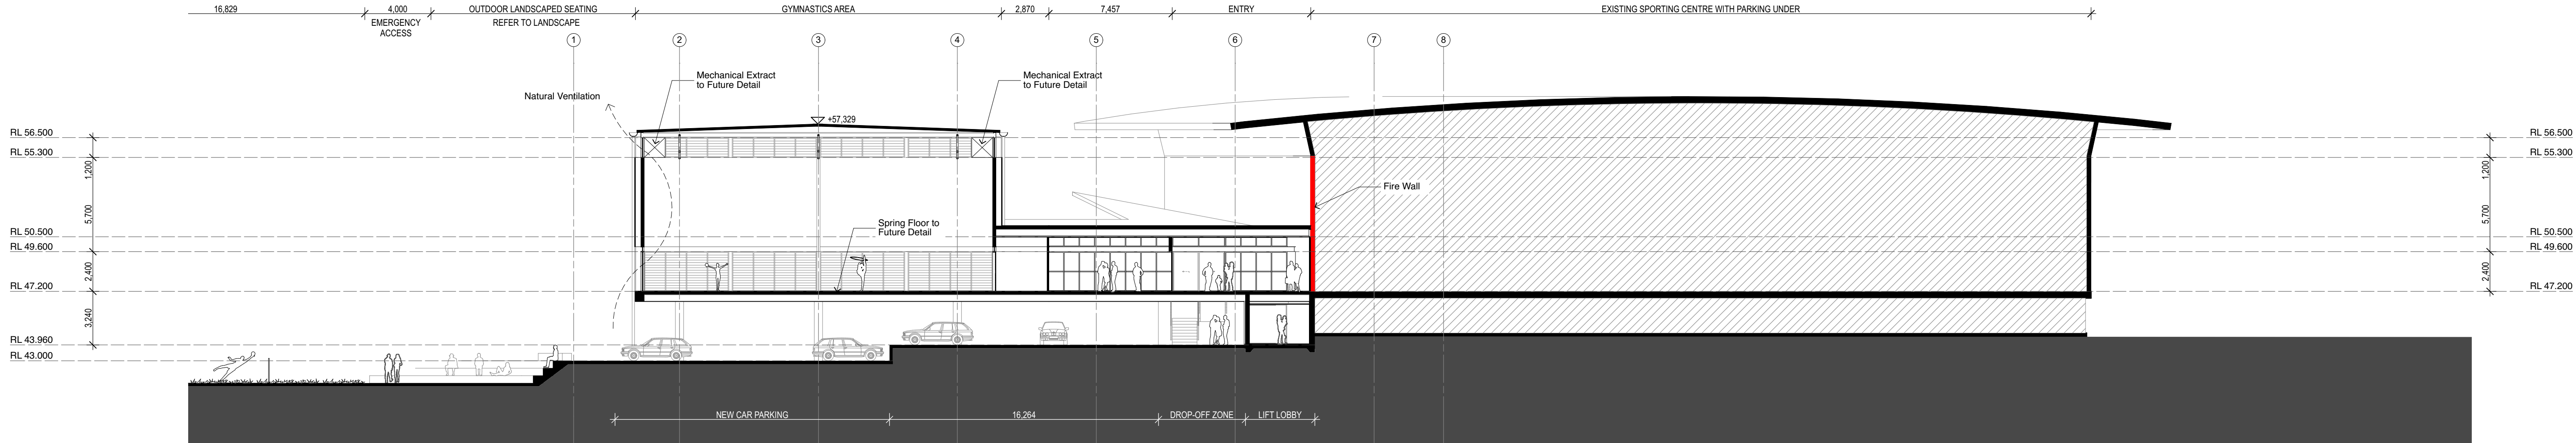 16,829
4,000
OUTDOOR LANDSCAPED SEATING
GYMNASTICS AREA
2,870
7,457
ENTRY
EXISTING SPORTING CENTRE WITH PARKING UNDER
EMERGENCY
ACCESS
REFER TO LANDSCAPE
1
2
3
4
5
6
7
8
Mechanical Extract
to Future Detail
Mechanical Extract
to Future Detail
Natural Ventilation
+57,329
RL 56.500
RL 56.500
RL 55.300
RL 55.300
1,200
1,200
Fire Wall
5,700
5,700
Spring Floor to
Future Detail
RL 50.500
RL 50.500
RL 49.600
RL 49.600
2,400
2,400
RL 47.200
RL 47.200
3,240
RL 43.960
RL 43.000
NEW CAR PARKING
16,264
DROP-OFF ZONE
LIFT LOBBY